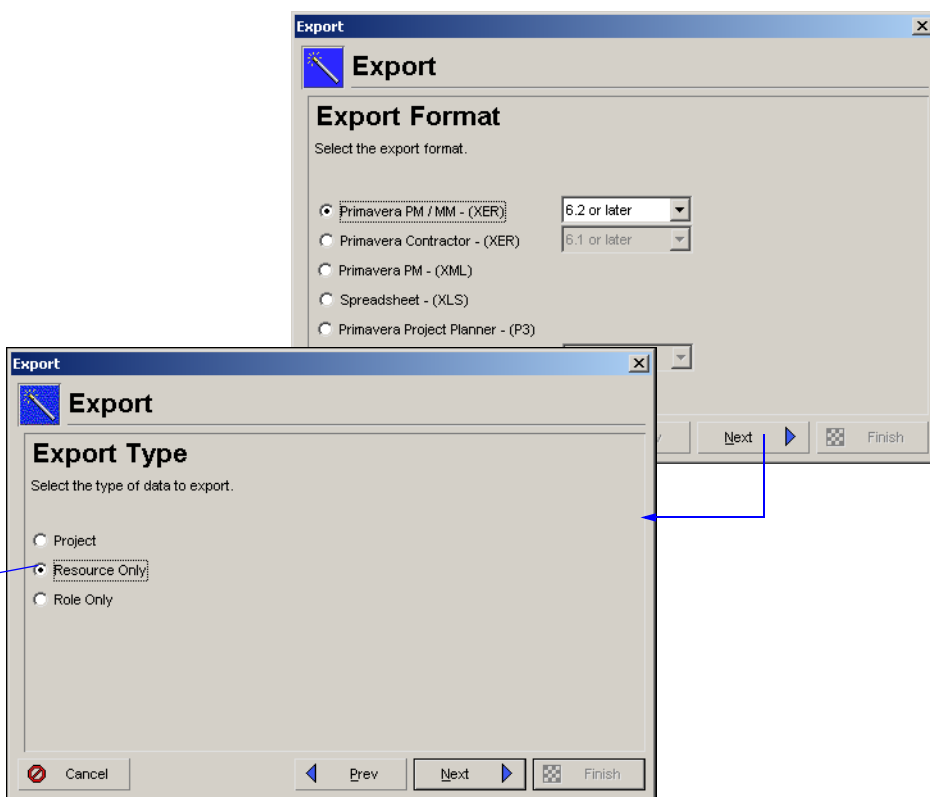 Export
Export
Export Format
Select the export format.
Primavera PM / MM - (XER) 6.2 or later
Primavera Contractor - (XER) 6.1 or later
Primavera PM - (XML)
Spreadsheet - (XLS)
Primavera Project Planner - (P3)
Next Finish
Export
Export
Export Type
Select the type of data to export.
Project
Resource Only
Role Only
Cancel Prev Next Finish